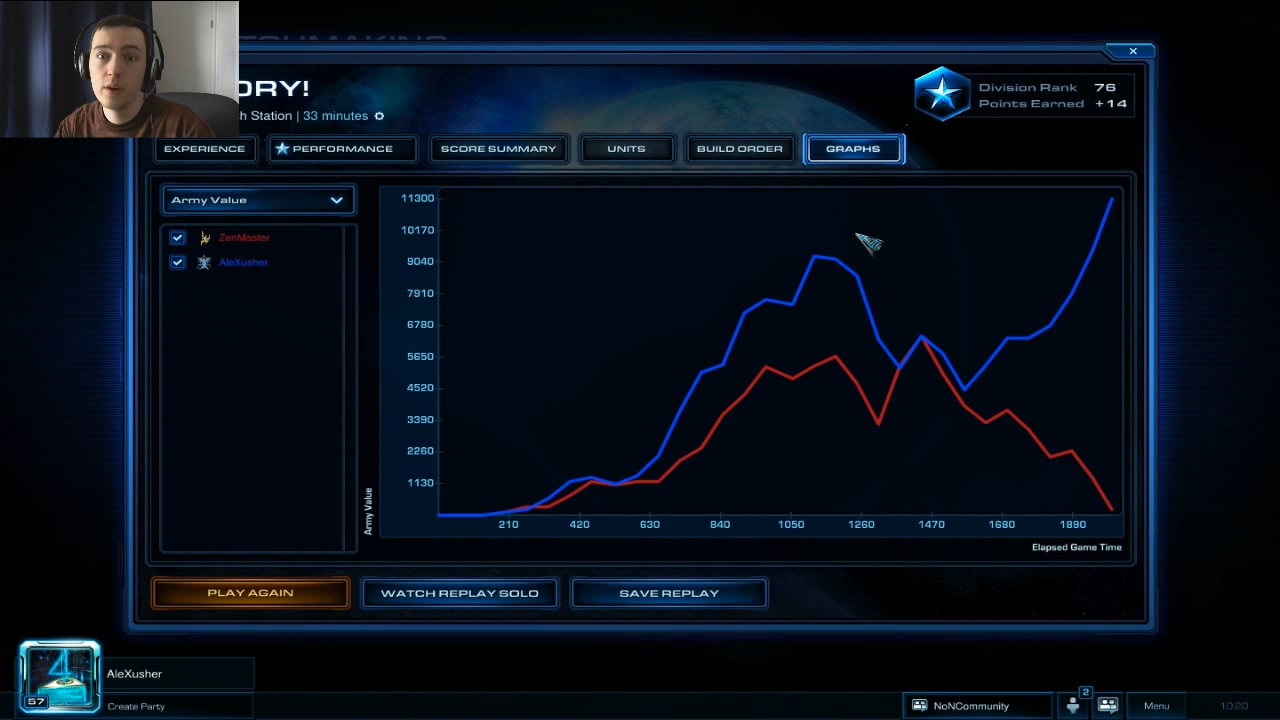 ORY!
h Station | 33 minutes
Division Rank 76
Points Earned +14
EXPERIENCE
PERFORMANCE
SCORE SUMMARY
UNITS
BUILD ORDER
GRAPHS
Army Value
ZenMaster
AleXusher
11300
10170
9040
7910
6780
5650
4520
3390
2260
1130
Army Value
210 420 630 840 1050 1260 1470 1680 1890
Elapsed Game Time
PLAY AGAIN
WATCH REPLAY SOLO
SAVE REPLAY
57
AleXusher
Create Party
NoNCommunity
2
Menu
10:20